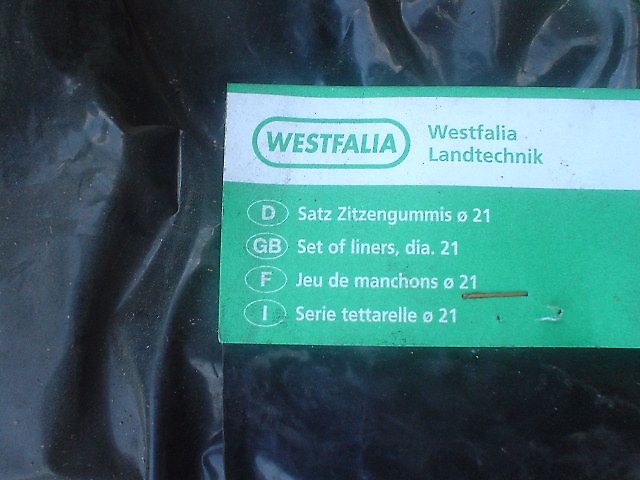 WESTFALIA
Westfalia
Landtechnik
D Satz Zitzengummis ø 21
GB Set of liners, dia. 21
F Jeu de manchons ø 21
I Serie tettarelle ø 21